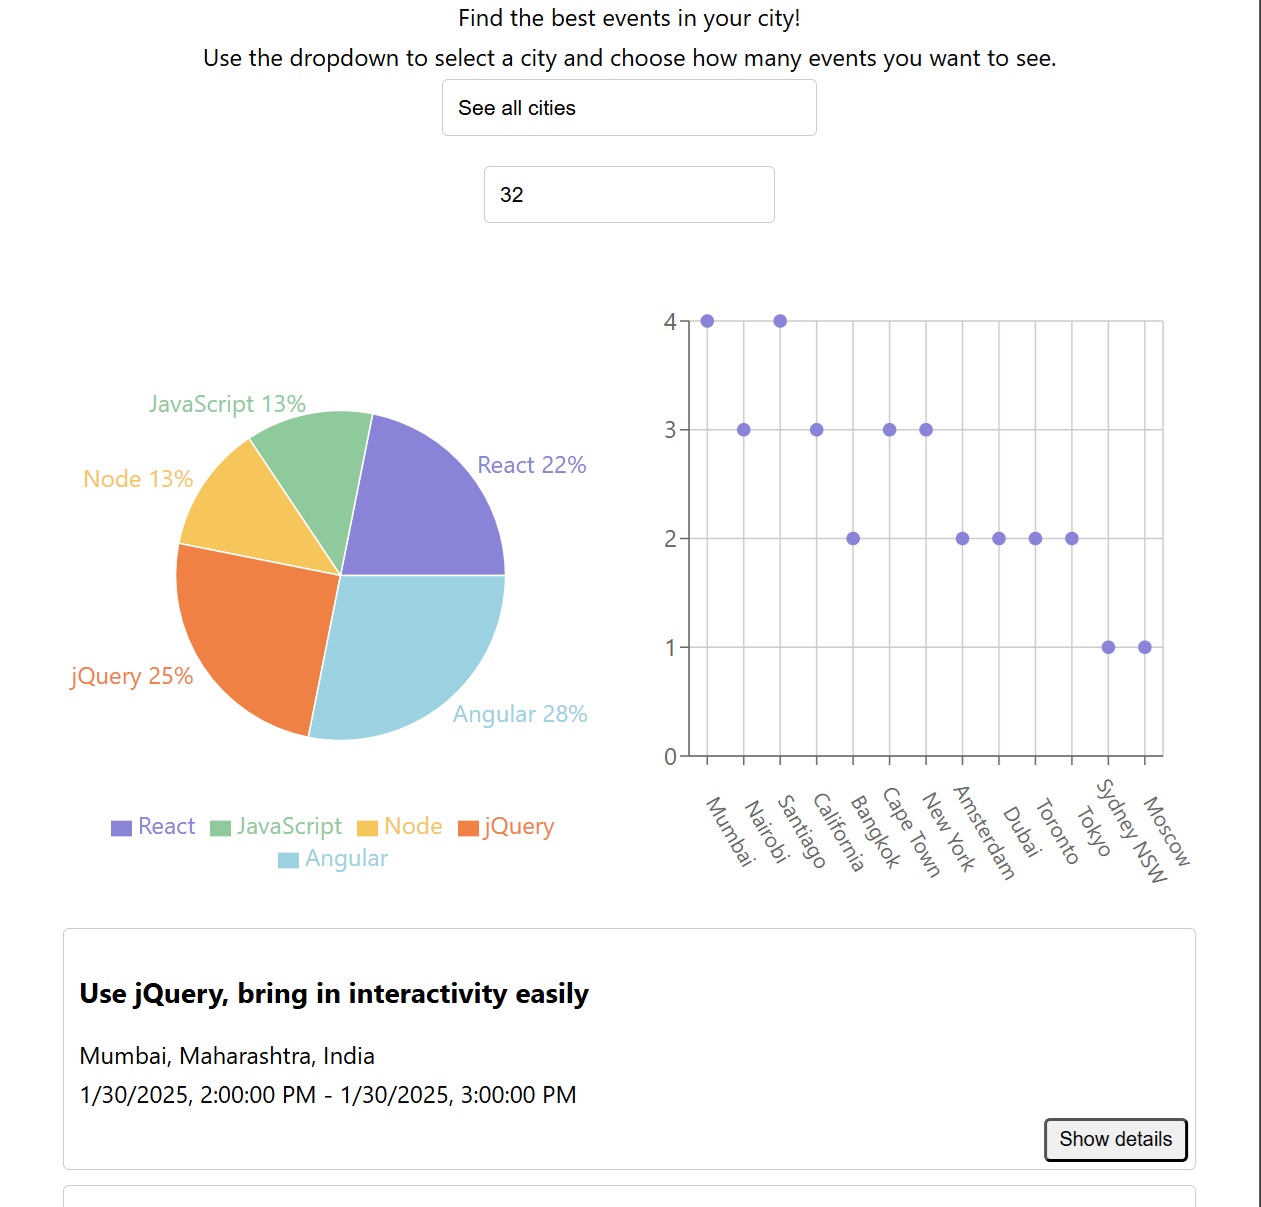 Find the best events in your city!
Use the dropdown to select a city and choose how many events you want to see.
See all cities
32
JavaScript 13%
React 22%
Node 13%
jQuery 25%
Angular 28%
React JavaScript Node jQuery
Angular
4
3
2
1
0
Mumbai
Nairobi
Santiago
California
Bangkok
Cape Town
New York
Amsterdam
Dubai
Toronto
Tokyo
Sydney NSW
Moscow
Use jQuery, bring in interactivity easily
Mumbai, Maharashtra, India
1/30/2025, 2:00:00 PM - 1/30/2025, 3:00:00 PM
Show details